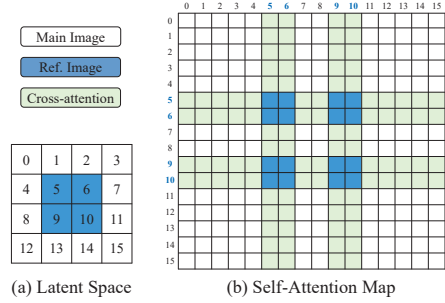 Main Image
Ref. Image
Cross-attention
0 1 2 3
4 5 6 7
8 9 10 11
12 13 14 15
(a) Latent Space
0 1 2 3 4 5 6 7 8 9 10 11 12 13 14 15
0
1
2
3
4
5
6
7
8
9
10
11
12
13
14
15
(b) Self-Attention Map